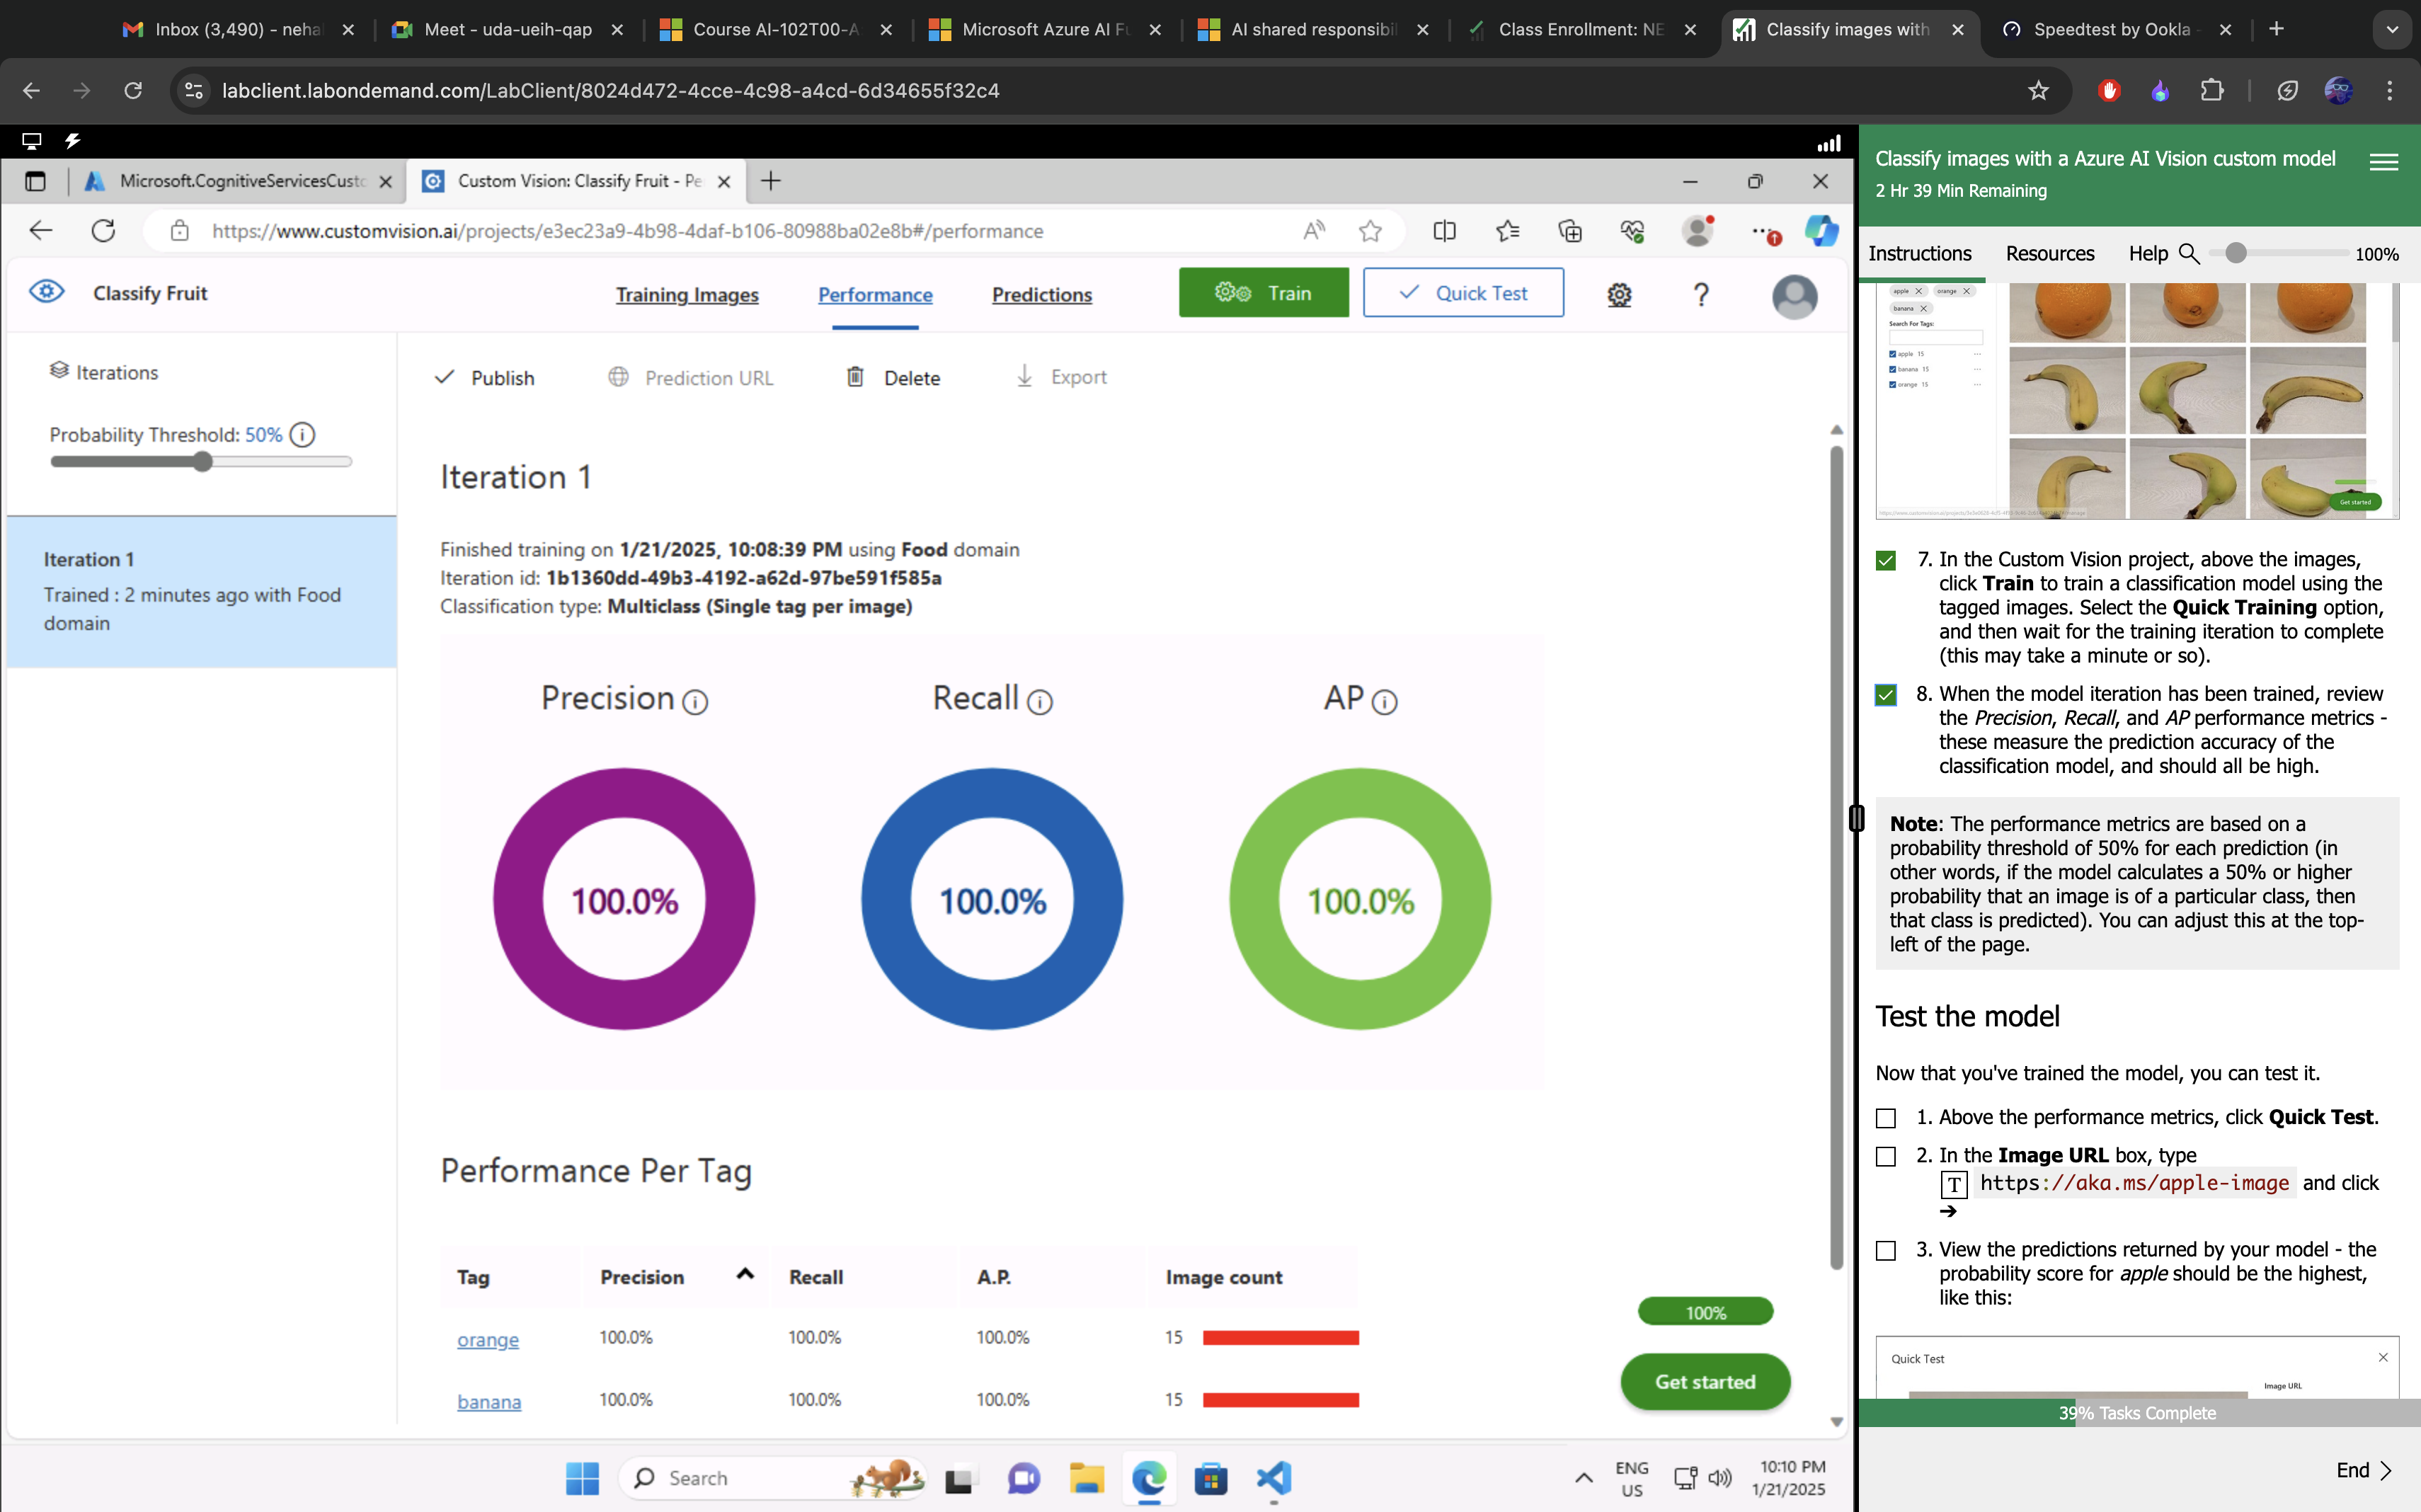 Inbox (3,490) - neha
Meet - uda-ueih-qap
Course AI-102T00-A
Microsoft Azure AI Fu
AI shared responsibil
Class Enrollment: NE
Classify images with
Speedtest by Ookla -
labclient.labondemand.com/LabClient/8024d472-4cce-4c98-a4cd-6d34655f32c4
Microsoft.CognitiveServicesCusto
Custom Vision: Classify Fruit - Pe
https://www.customvision.ai/projects/e3ec23a9-4b98-4daf-b106-80988ba02e8b#/performance
Classify Fruit
Training Images
Performance
Predictions
Train
Quick Test
?
Iterations
Probability Threshold: 50%
Iteration 1
Trained : 2 minutes ago with Food
domain
Publish
Prediction URL
Delete
Export
Iteration 1
Finished training on 1/21/2025, 10:08:39 PM using Food domain
Iteration id: 1b1360dd-49b3-4192-a62d-97be591f585a
Classification type: Multiclass (Single tag per image)
Precision
Recall
AP
100.0%
100.0%
100.0%
Performance Per Tag
Tag Precision Recall A.P. Image count
orange 100.0% 100.0% 100.0% 15
banana 100.0% 100.0% 100.0% 15
100%
Get started
Search
ENG
US
10:10 PM
1/21/2025
Classify images with a Azure AI Vision custom model
2 Hr 39 Min Remaining
Instructions
Resources
Help
100%
apple
orange
banana
Search For Tags:
apple 15
banana 15
orange 15
Get started
7. In the Custom Vision project, above the images,
click Train to train a classification model using the
tagged images. Select the Quick Training option,
and then wait for the training iteration to complete
(this may take a minute or so).
8. When the model iteration has been trained, review
the Precision, Recall, and AP performance metrics -
these measure the prediction accuracy of the
classification model, and should all be high.
Note: The performance metrics are based on a
probability threshold of 50% for each prediction (in
other words, if the model calculates a 50% or higher
probability that an image is of a particular class, then
that class is predicted). You can adjust this at the top-
left of the page.
Test the model
Now that you've trained the model, you can test it.
1. Above the performance metrics, click Quick Test.
2. In the Image URL box, type
T https://aka.ms/apple-image and click
➔
3. View the predictions returned by your model - the
probability score for apple should be the highest,
like this:
Quick Test
Image URL
39% Tasks Complete
End